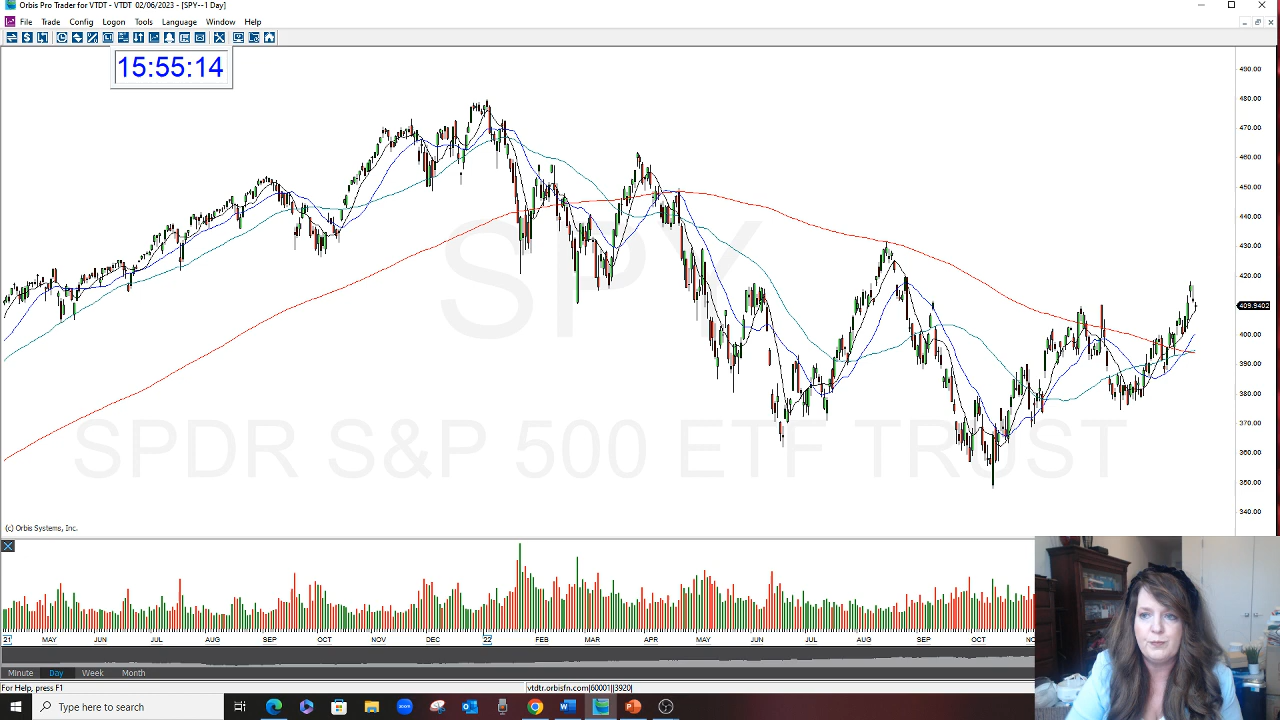 Orbis Pro Trader for VTDT - VTDT 02/06/2023 - [SPY--1 Day]
File Trade Config Logon Tools Language Window Help
15:55:14
490.00
480.00
470.00
460.00
450.00
440.00
430.00
420.00
409.9402
400.00
390.00
380.00
370.00
360.00
350.00
340.00
SPY
SPDR S&P 500 ETF TRUST
(c) Orbis Systems, Inc.
21 MAY JUN JUL AUG SEP OCT NOV DEC 22 FEB MAR APR MAY JUN JUL AUG SEP OCT
Minute Day Week Month
For Help, press F1
vtdtr.orbisfn.com|60001||3920|
Type here to search